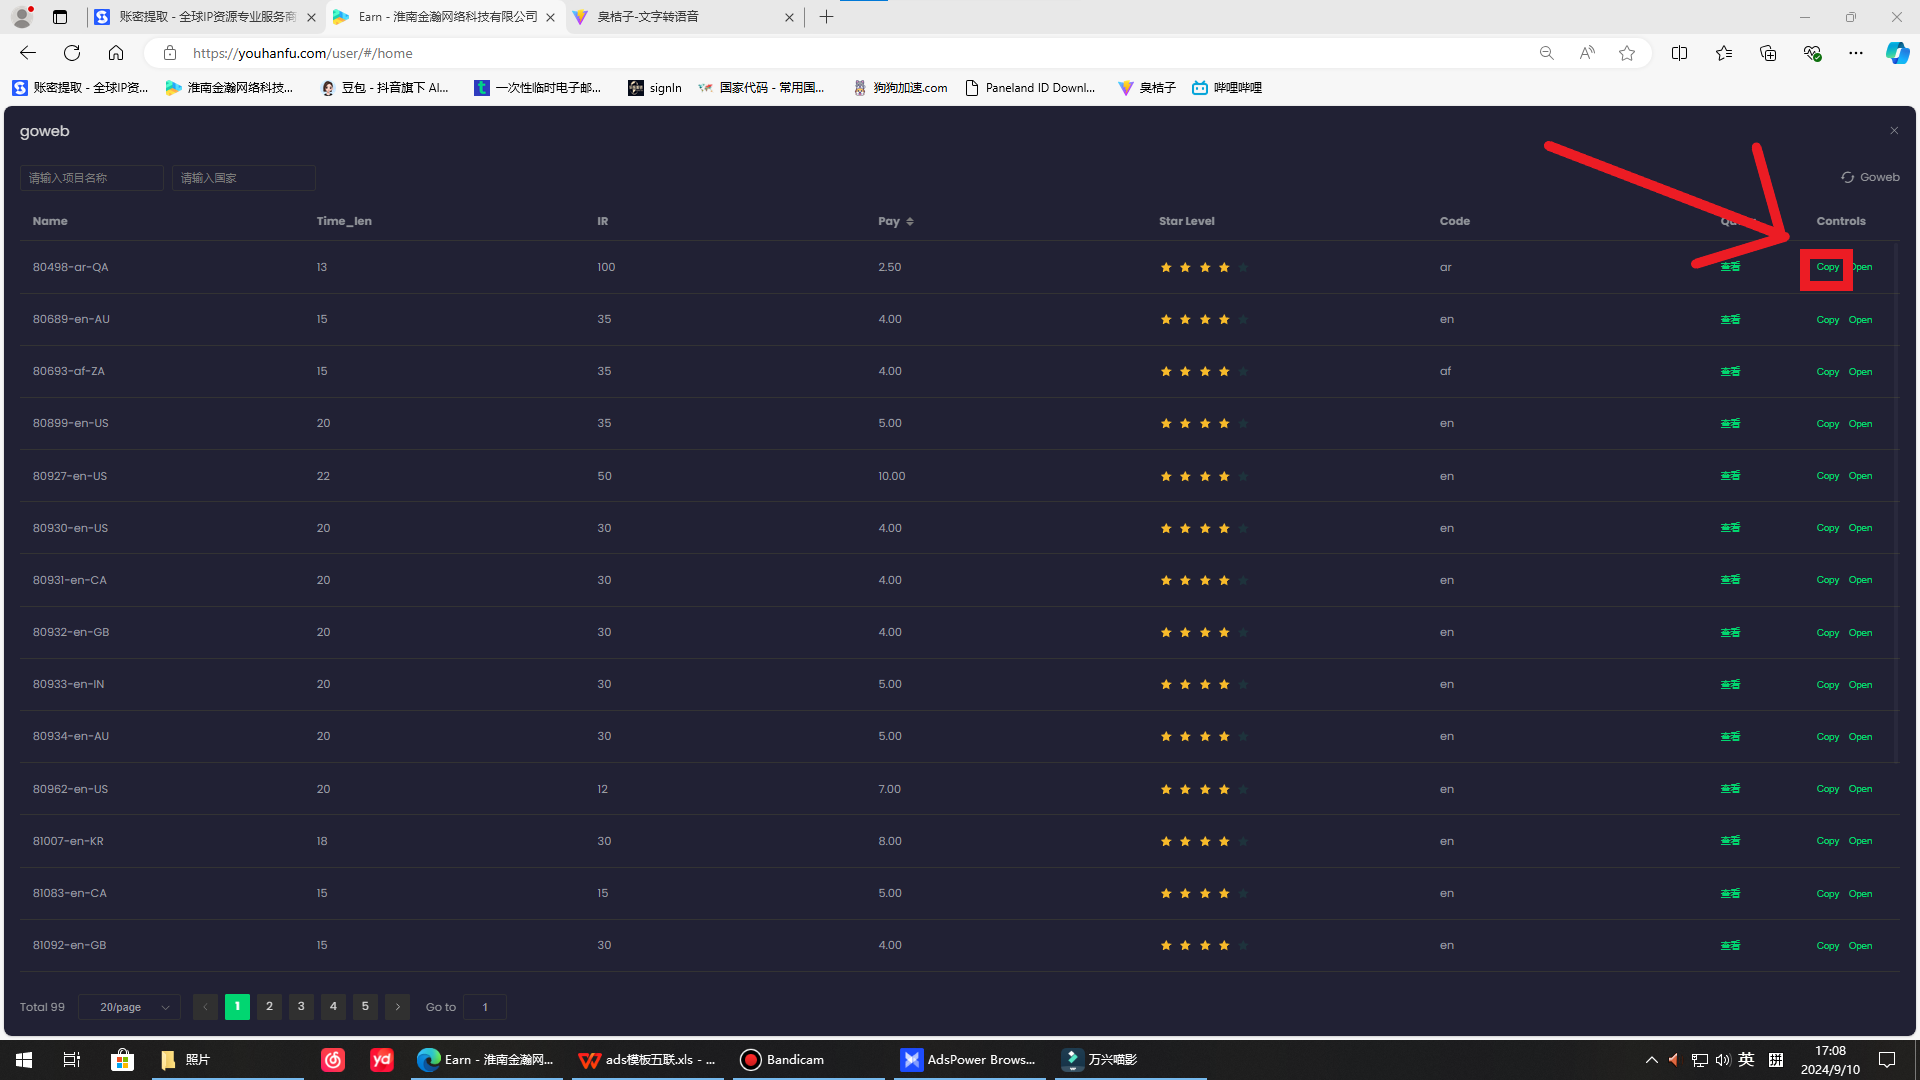 账密提取 - 全球IP资源专业服务商
Earn - 淮南金瀚网络科技有限公司
臭桔子-文字转语音
https://youhanfu.com/user/#/home
账密提取 - 全球IP资...
淮南金瀚网络科技...
豆包 - 抖音旗下 AI...
一次性临时电子邮...
signIn
国家代码 - 常用国...
狗狗加速.com
Paneland ID Downl...
臭桔子
哔哩哔哩
goweb
请输入项目名称 请输入国家 Goweb
Name Time_len IR Pay Star Level Code Controls
80498-ar-QA 13 100 2.50 ar 查看 Copy Open
80689-en-AU 15 35 4.00 en 查看 Copy Open
80693-af-ZA 15 35 4.00 af 查看 Copy Open
80899-en-US 20 35 5.00 en 查看 Copy Open
80927-en-US 22 50 10.00 en 查看 Copy Open
80930-en-US 20 30 4.00 en 查看 Copy Open
80931-en-CA 20 30 4.00 en 查看 Copy Open
80932-en-GB 20 30 4.00 en 查看 Copy Open
80933-en-IN 20 30 5.00 en 查看 Copy Open
80934-en-AU 20 30 5.00 en 查看 Copy Open
80962-en-US 20 12 7.00 en 查看 Copy Open
81007-en-KR 18 30 8.00 en 查看 Copy Open
81083-en-CA 15 15 5.00 en 查看 Copy Open
81092-en-GB 15 30 4.00 en 查看 Copy Open
Total 99 20/page 1 2 3 4 5 Go to 1
照片
yd
Earn - 淮南金瀚网...
ads模板五联.xls - ...
Bandicam
AdsPower Brows...
万兴喵影
英
拼
17:08
2024/9/10